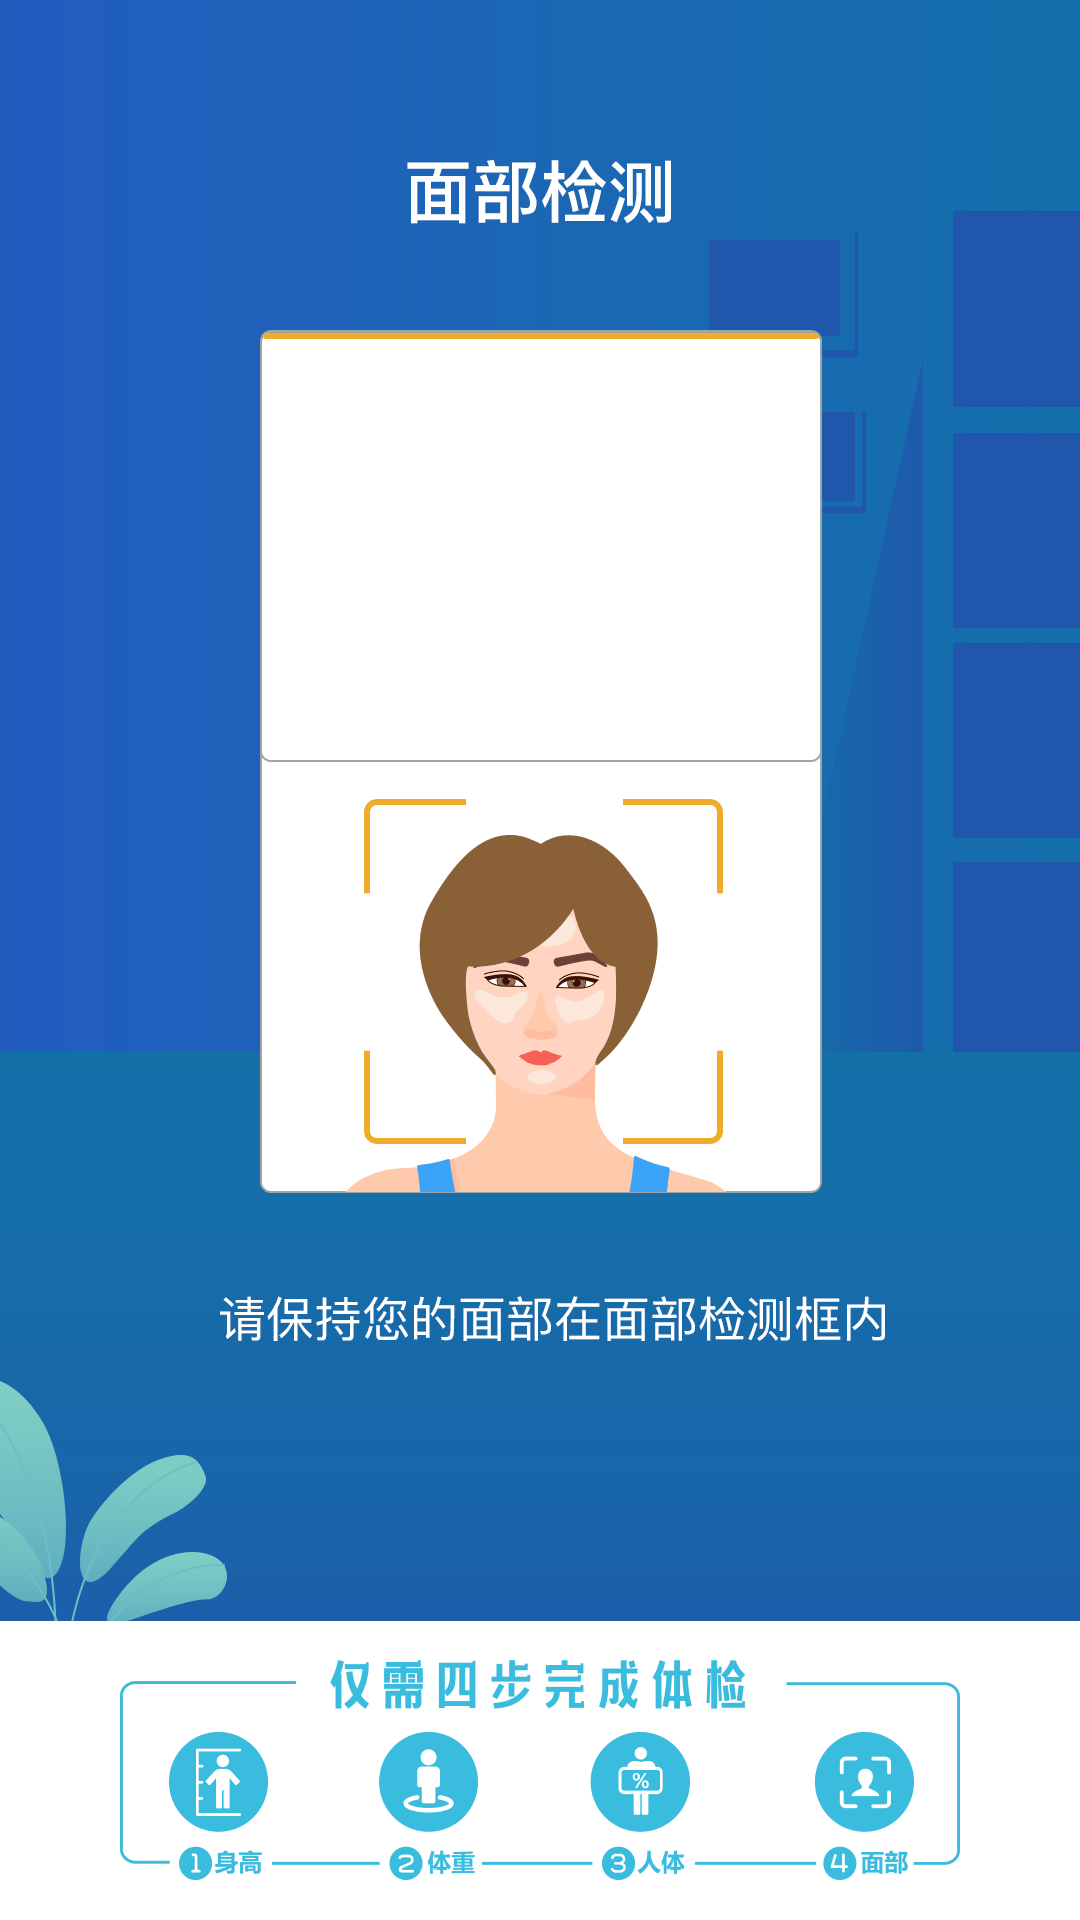 面部检测
请保持您的面部在面部检测框内
仅需四步完成体检
%
1 身高 2 体重 3 人体 4 面部